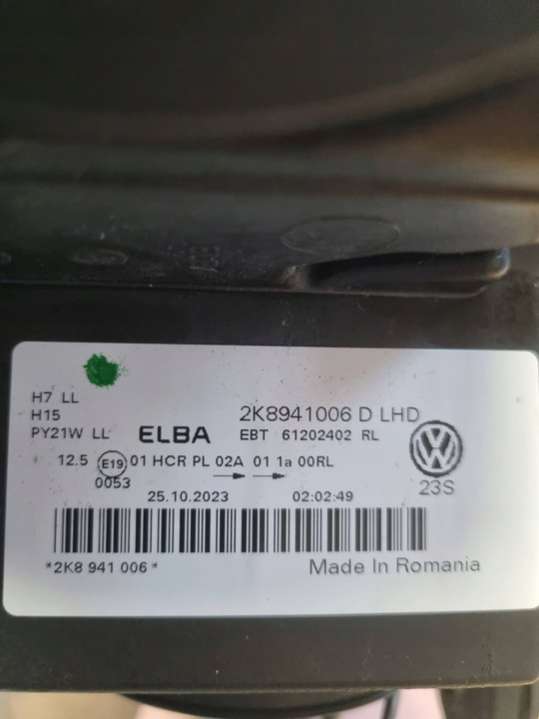 H7 LL
H15
PY21W LL
ELBA
2K8941006 D LHD
EBT 61202402 RL
12.5 E19 01 HCR PL 02A 01 1a 00RL
0053
23S
25.10.2023 02:02:49
*2K8 941 006*
Made In Romania